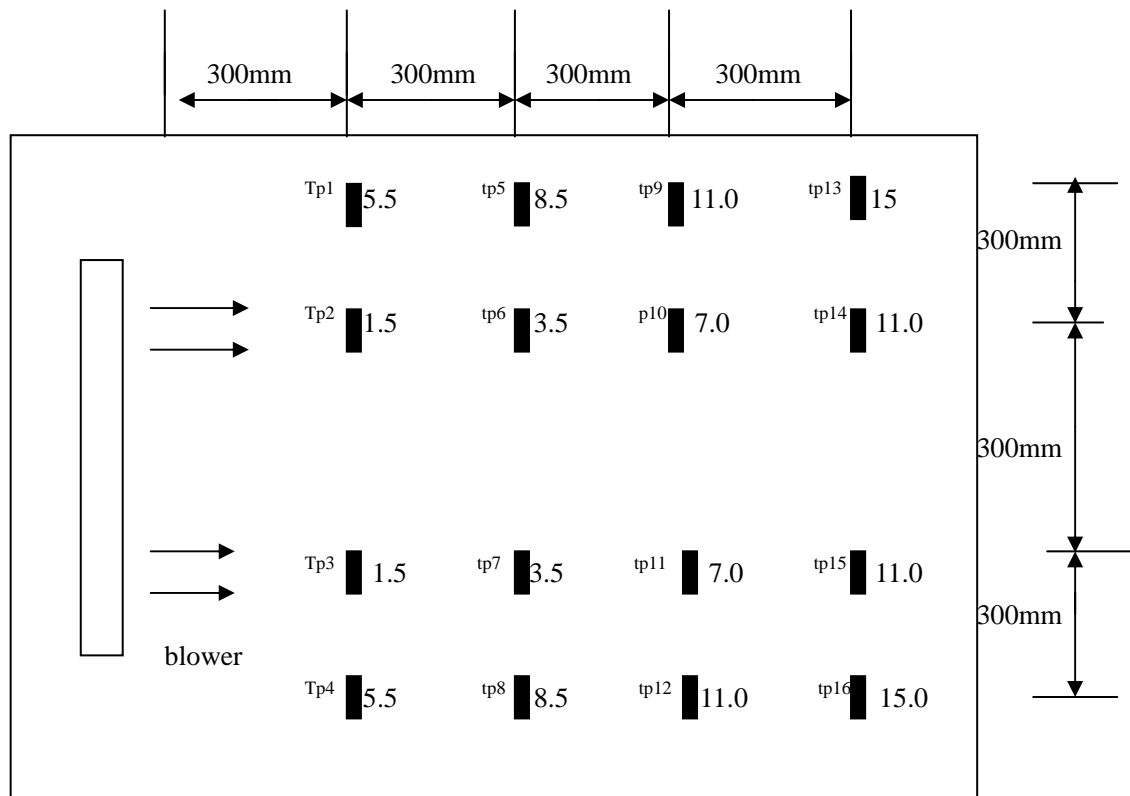 300mm 300mm 300mm 300mm
Tp1 5.5 tp5 8.5 tp9 11.0 tp13 15
300mm
Tp2 1.5 tp6 3.5 p10 7.0 tp14 11.0
300mm
Tp3 1.5 tp7 3.5 tp11 7.0 tp15 11.0
300mm
blower
Tp4 5.5 tp8 8.5 tp12 11.0 tp16 15.0